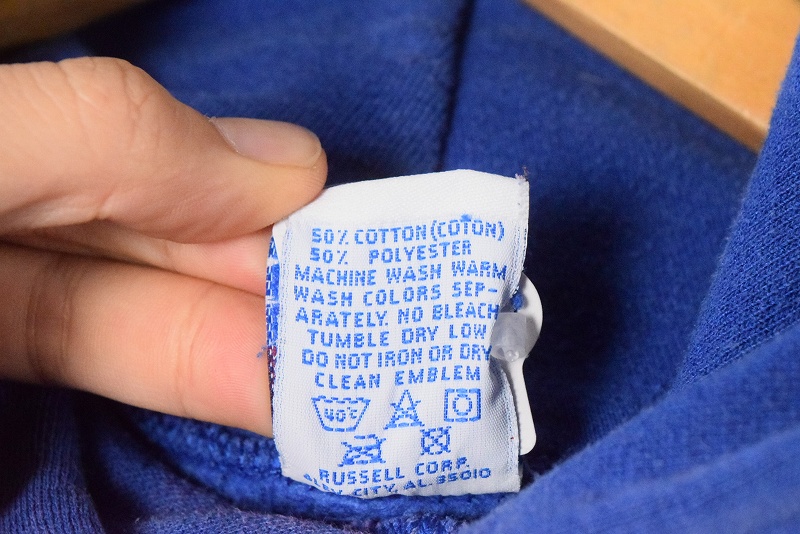 50% COTTON(COTON)
50% POLYESTER
MACHINE WASH WARM
WASH COLORS SEP-
ARATELY. NO BLEACH
TUMBLE DRY LOW
DO NOT IRON OR DRY
CLEAN EMBLEM
40°C
RUSSELL CORP.
CITY, AL. 35010